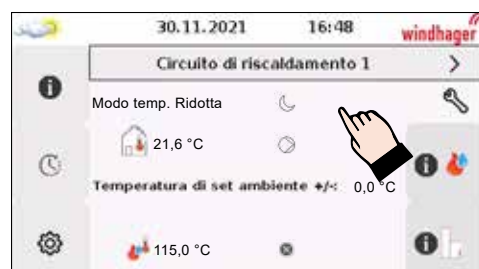 30.11.2021 16:48 windhager
Circuito di riscaldamento 1
Modo temp. Ridotta
21,6 °C
Temperatura di set ambiente +/-: 0,0 °C
115,0 °C